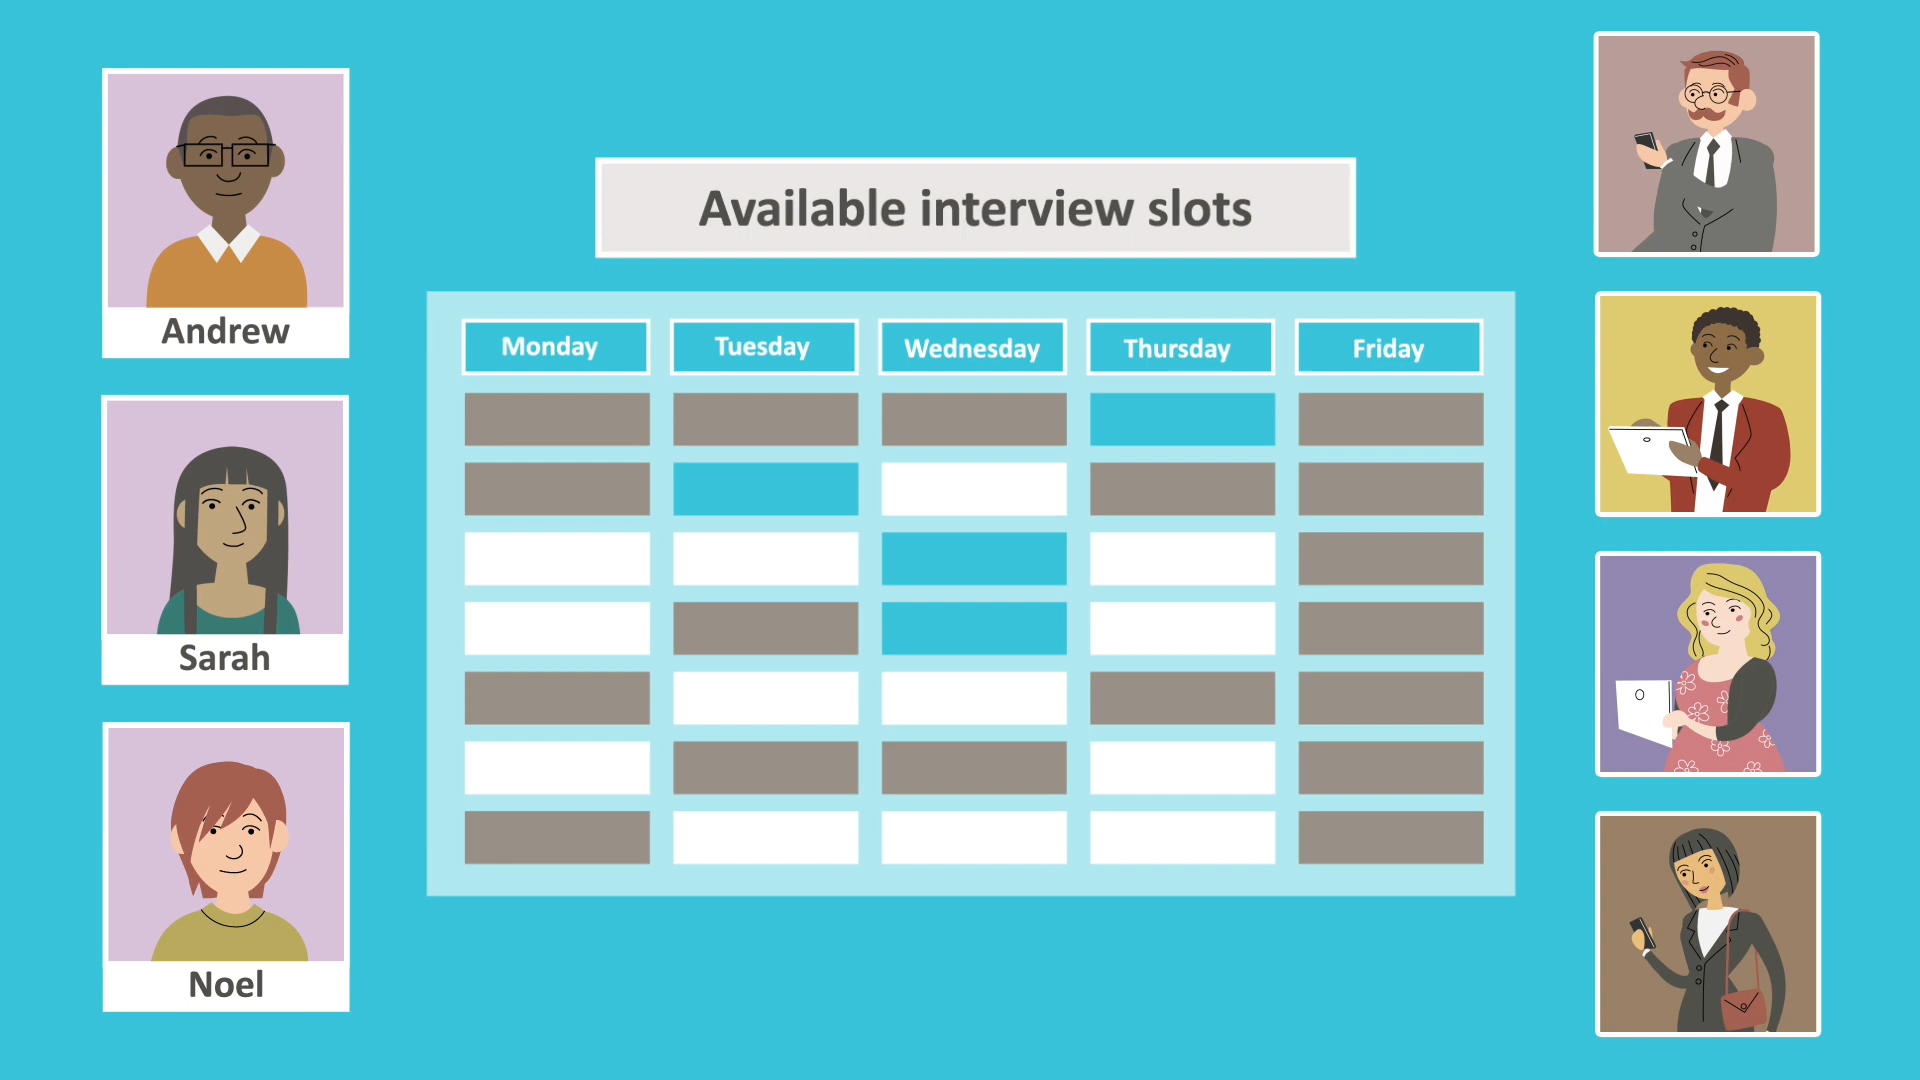 Andrew
Sarah
Noel
Available interview slots
Monday
Tuesday
Wednesday
Thursday
Friday